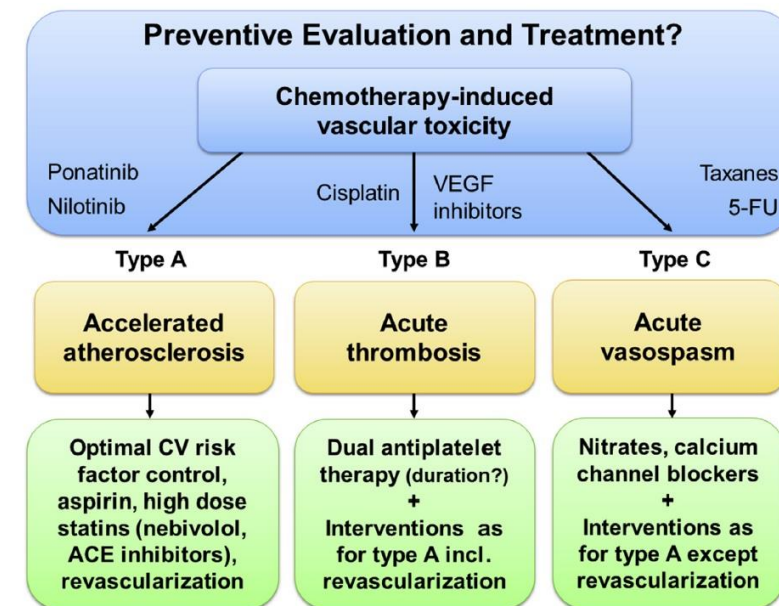 Preventive Evaluation and Treatment?
Chemotherapy-induced
vascular toxicity
Ponatinib
Nilotinib
Cisplatin
VEGF
inhibitors
Taxanes
5-FU
Type A
Type B
Type C
Accelerated
atherosclerosis
Acute
thrombosis
Acute
vasospasm
Optimal CV risk
factor control,
aspirin, high dose
statins (nebivolol,
ACE inhibitors),
revascularization
Dual antiplatelet
therapy (duration?)
+
Interventions as
for type A incl.
revascularization
Nitrates, calcium
channel blockers
+
Interventions as
for type A except
revascularization